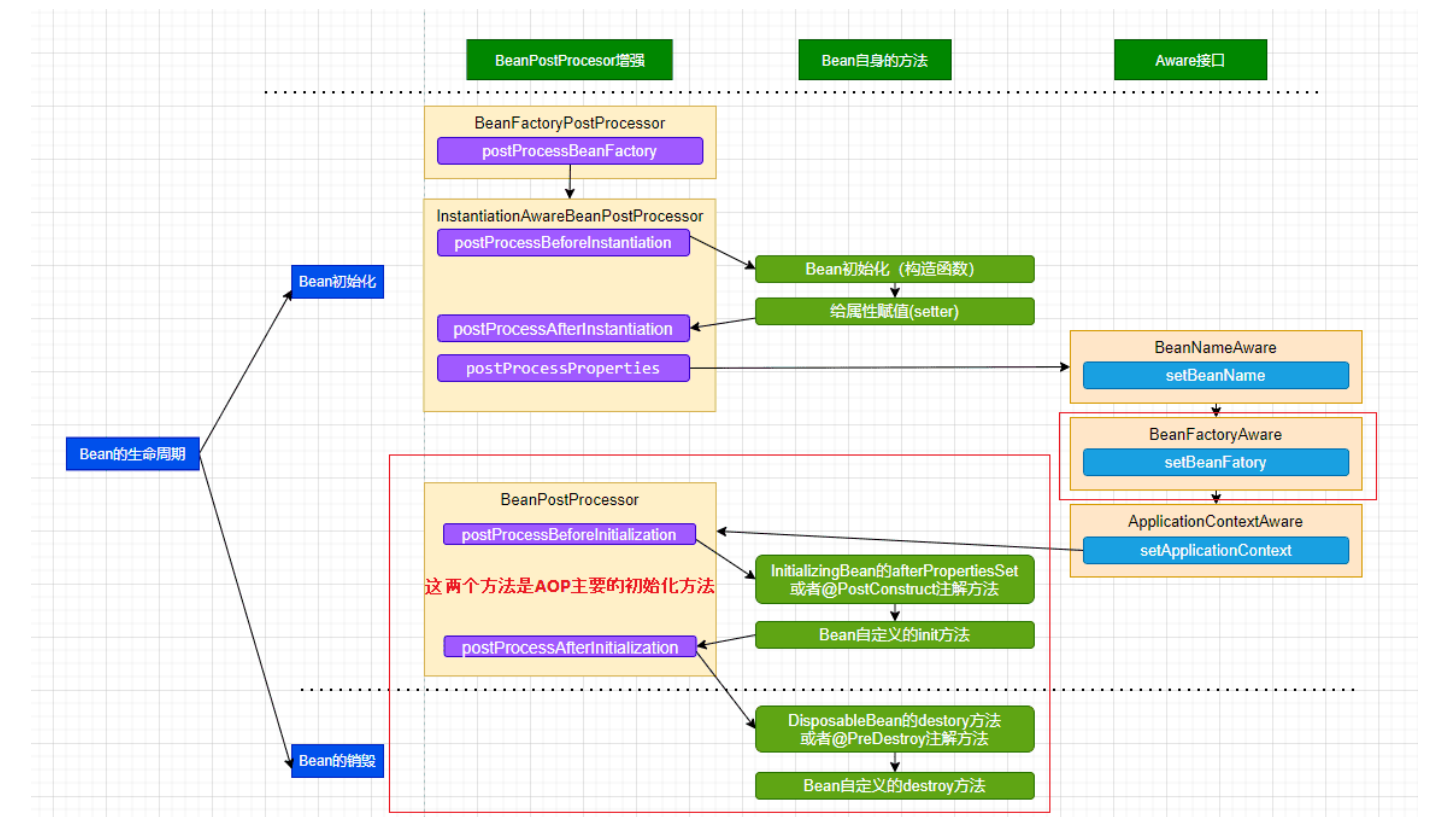 BeanPostProcesor增强
Bean自身的方法
Aware接口
BeanFactoryPostProcessor
postProcessBeanFactory
InstantiationAwareBeanPostProcessor
postProcessBeforeInstantiation
Bean初始化（构造函数）
Bean初始化
给属性赋值(setter)
postProcessAfterInstantiation
BeanNameAware
postProcessProperties
setBeanName
BeanFactoryAware
Bean的生命周期
setBeanFatory
BeanPostProcessor
ApplicationContextAware
postProcessBeforeInitialization
setApplicationContext
InitializingBean的afterPropertiesSet
或者@PostConstruct注解方法
这两个方法是AOP主要的初始化方法
Bean自定义的init方法
postProcessAfterInitialization
DisposableBean的destory方法
或者@PreDestroy注解方法
Bean的销毁
Bean自定义的destroy方法